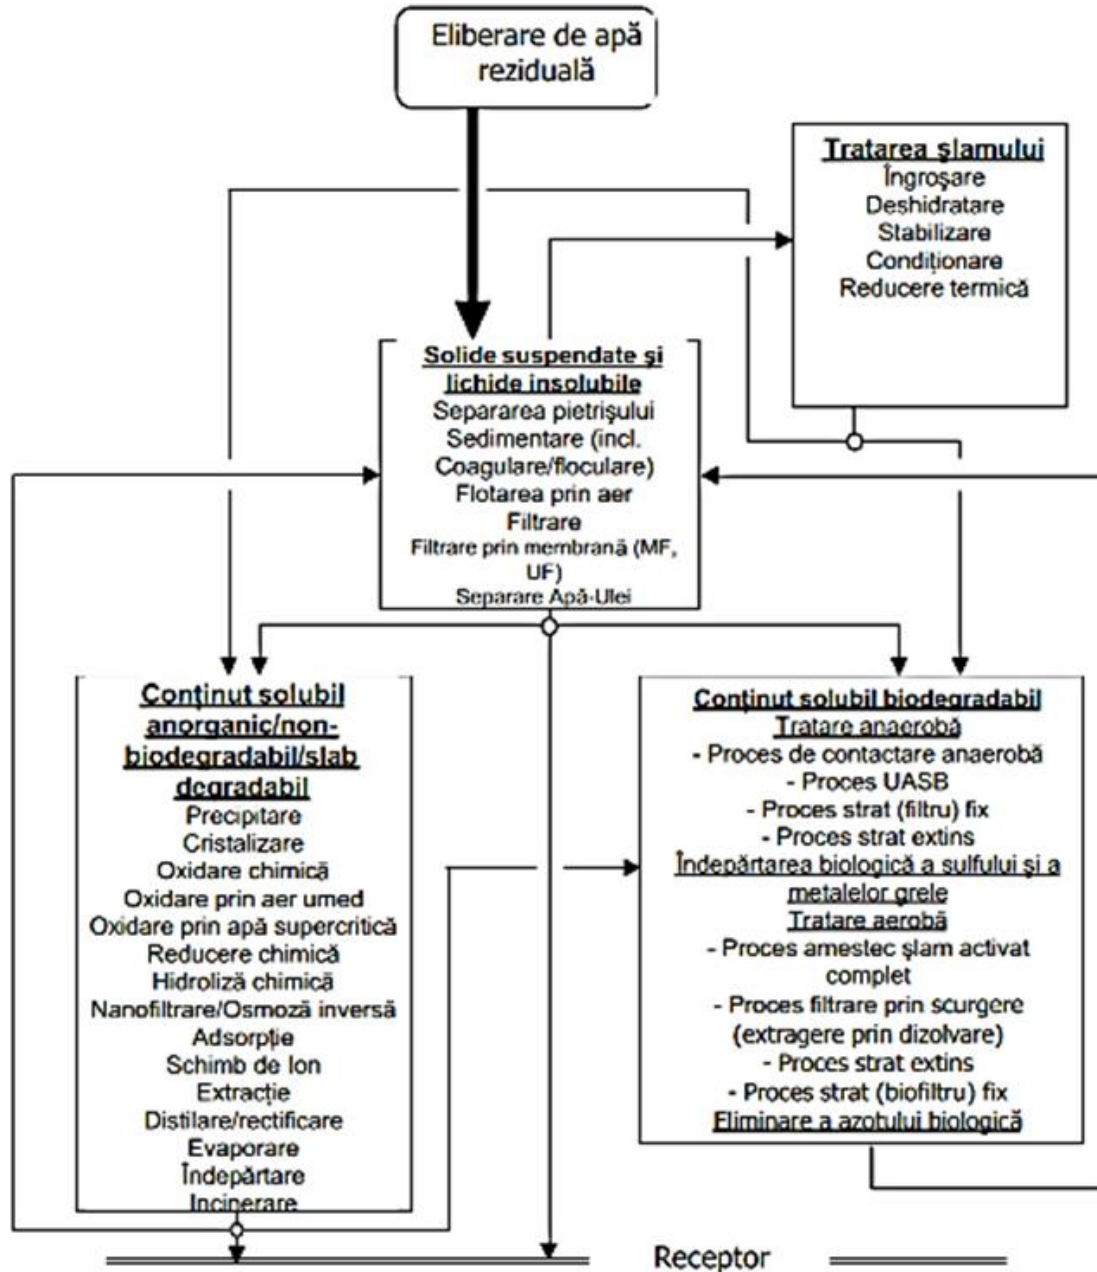 Eliberare de apă
reziduală
Tratarea şlamului
Îngroşare
Deshidratare
Stabilizare
Condiţionare
Reducere termică
Solide suspendate şi
lichide insolubile
Separarea pietrişului
Sedimentare (incl.
Coagulare/floculare)
Flotarea prin aer
Filtrare
Filtrare prin membrană (MF,
UF)
Separare Apă-Ulei
Conţinut solubil
anorganic/non-
biodegradabil/slab
degradabil
Precipitare
Cristalizare
Oxidare chimică
Oxidare prin aer umed
Oxidare prin apă supercritică
Reducere chimică
Hidroliză chimică
Nanofiltrare/Osmoză inversă
Adsorpţie
Schimb de Ion
Extracţie
Distilare/rectificare
Evaporare
Îndepărtare
Incinerare
Conţinut solubil biodegradabil
Tratare anaerobă
- Proces de contactare anaerobă
- Proces UASB
- Proces strat (filtru) fix
- Proces strat extins
Îndepărtarea biologică a sulfului şi a
metalelor grele
Tratare aerobă
- Proces amestec şlam activat
complet
- Proces filtrare prin scurgere
(extragere prin dizolvare)
- Proces strat extins
- Proces strat (biofiltru) fix
Eliminare a azotului biologică
Receptor